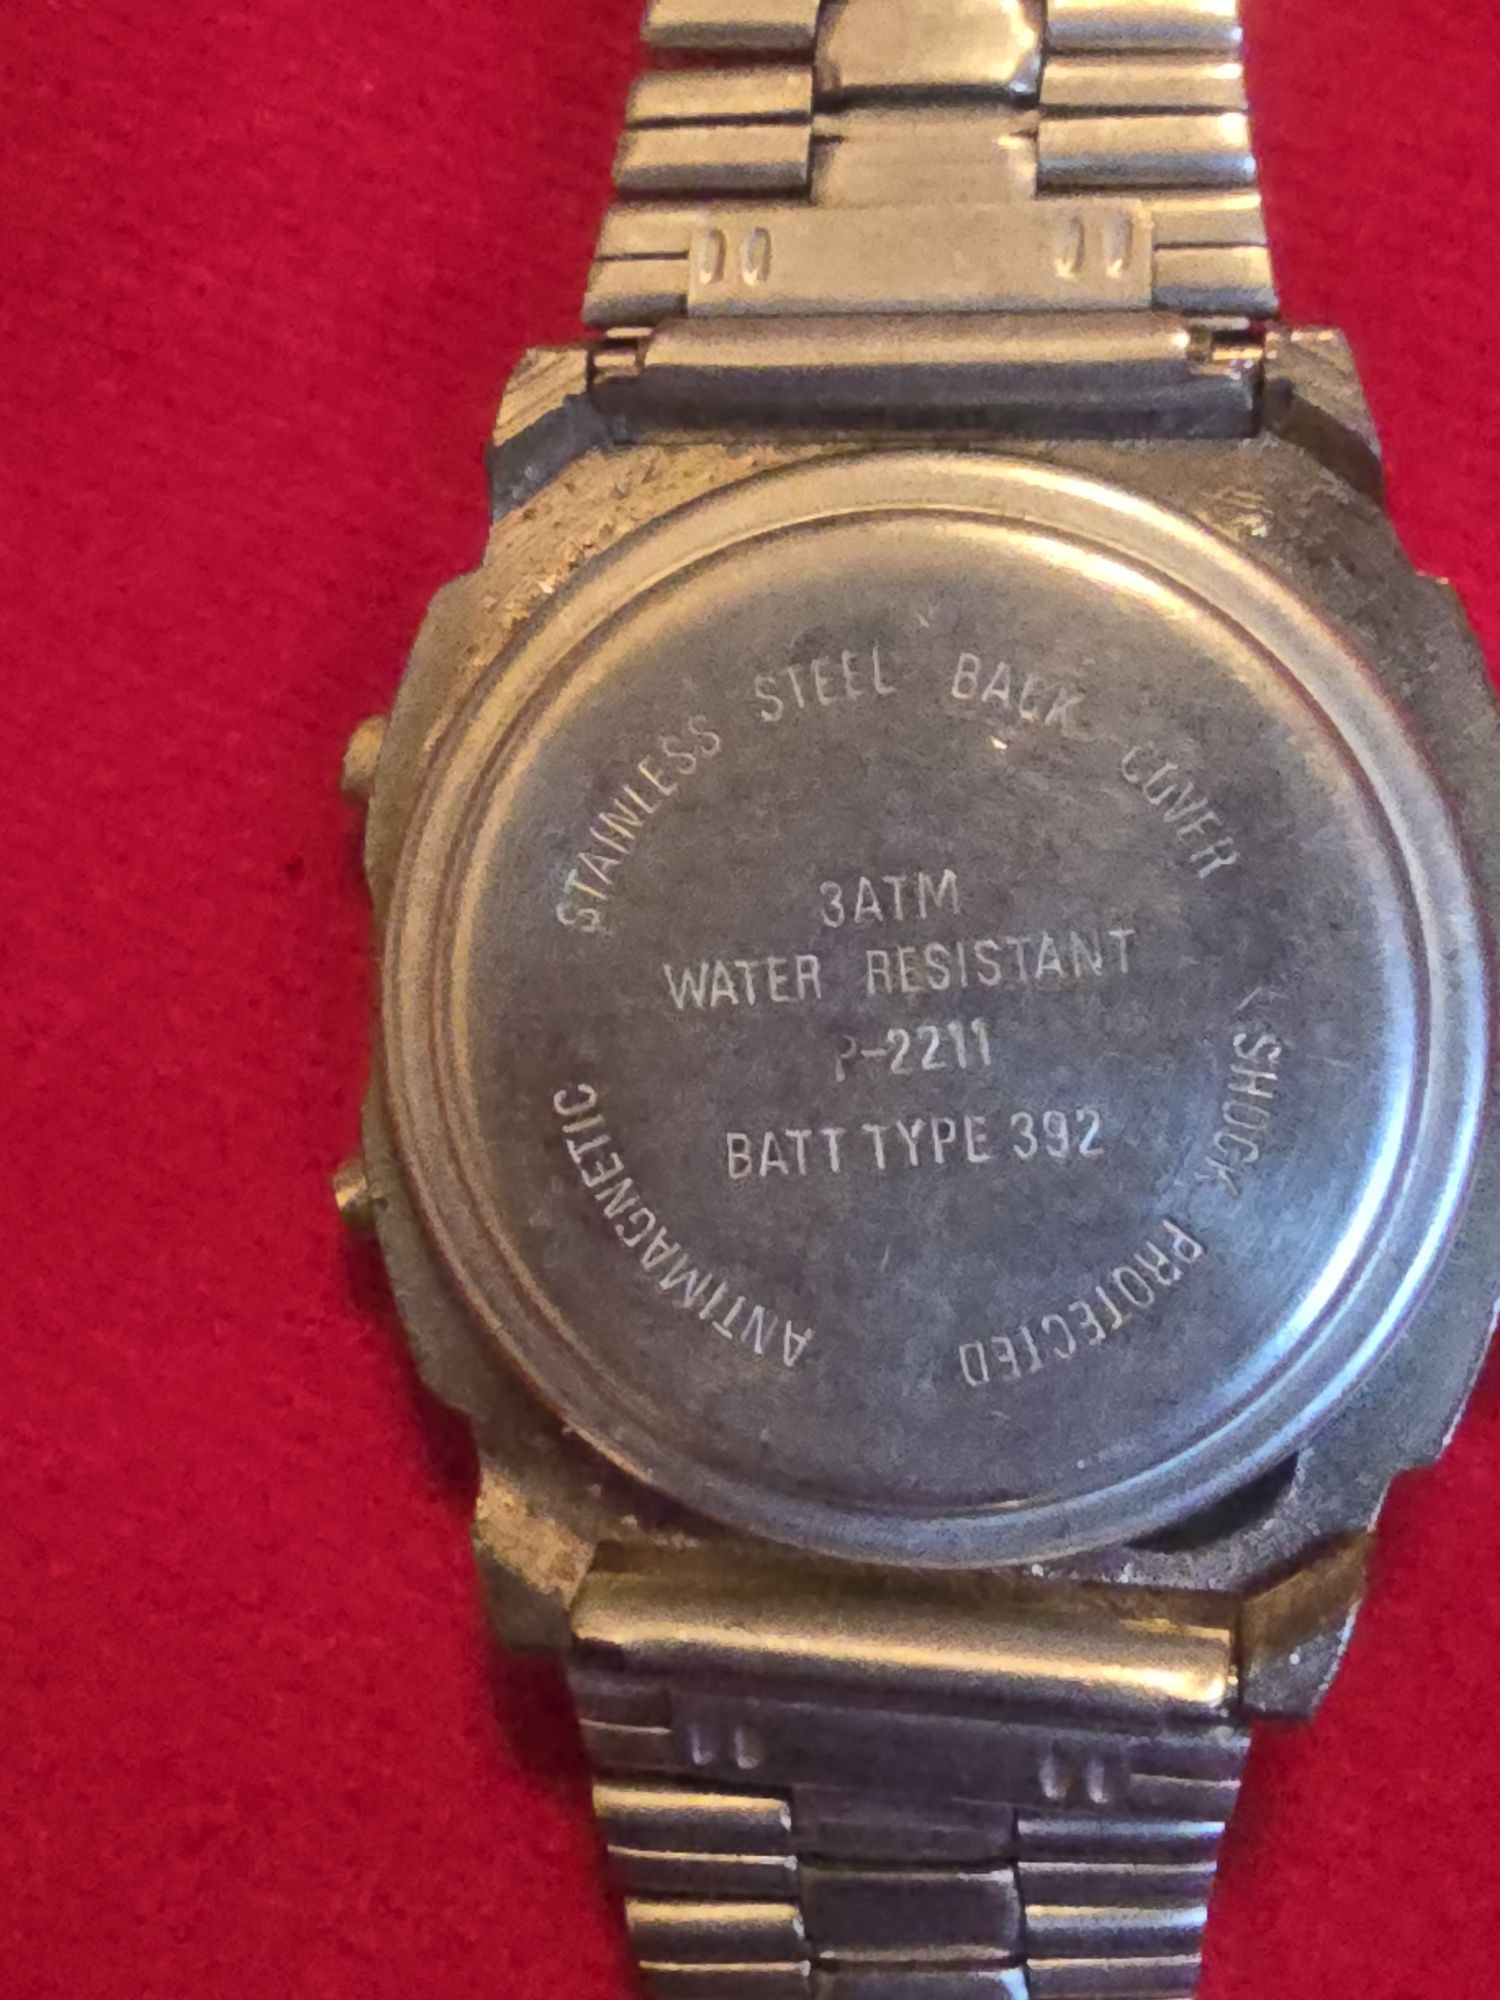 STAINLESS STEEL BACK COVER
3ATM
WATER RESISTANT
P-2211
BATT TYPE 392
SHOCK PROTECTED
ANTIMAGNETIC